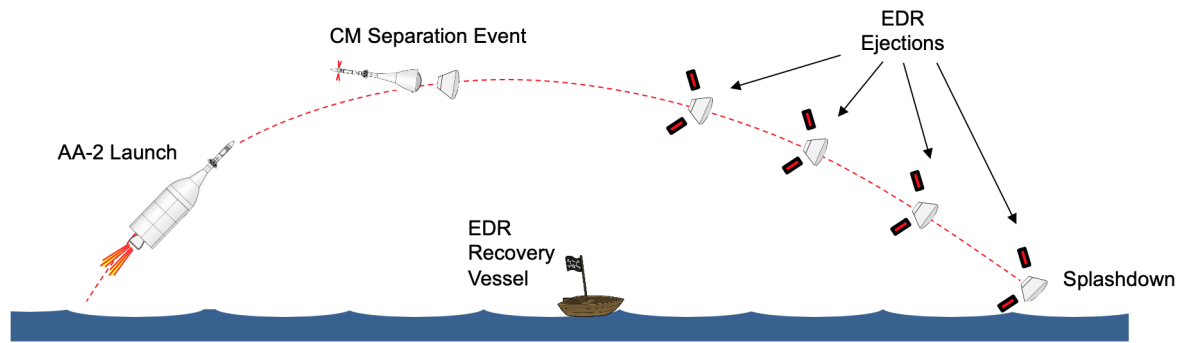 EDR
Ejections
CM Separation Event
AA-2 Launch
EDR
Recovery
Vessel
Splashdown